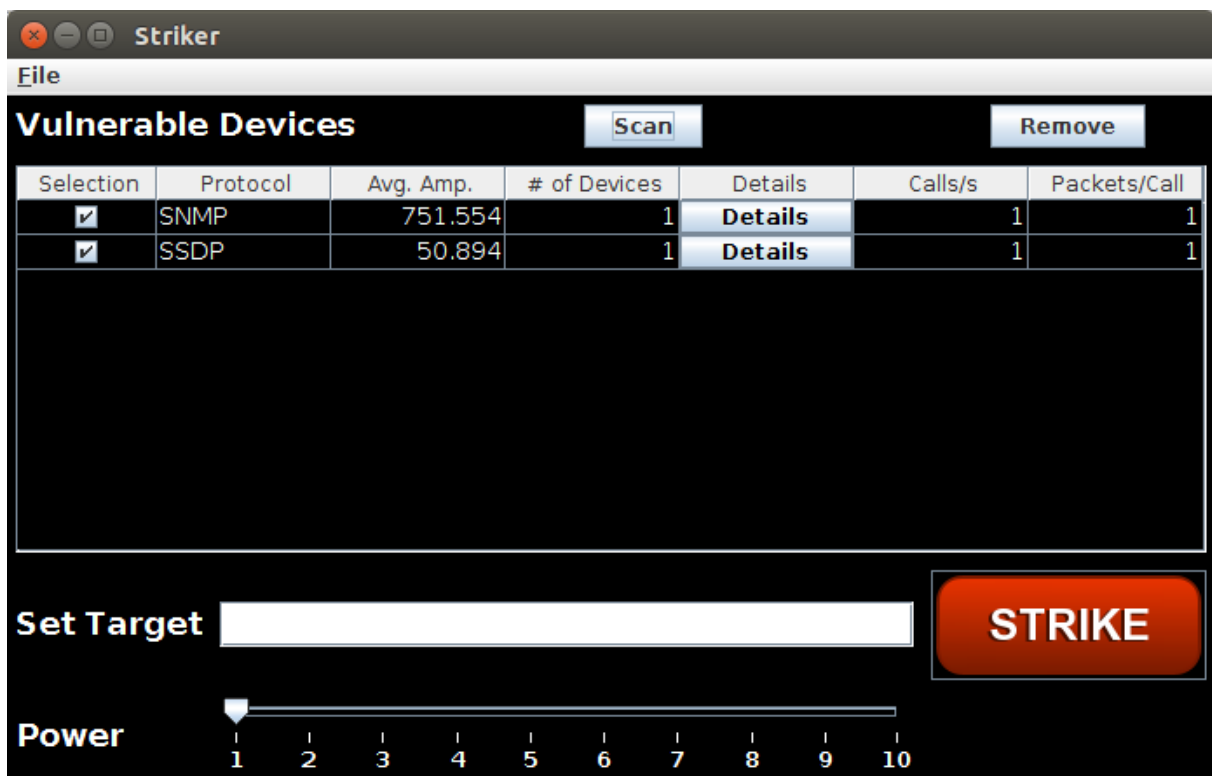 Striker
File
Vulnerable Devices Scan Remove
Selection Protocol Avg. Amp. # of Devices Details Calls/s Packets/Call
SNMP 751.554 1 Details 1 1
SSDP 50.894 1 Details 1 1
Set Target STRIKE
Power
1 2 3 4 5 6 7 8 9 10